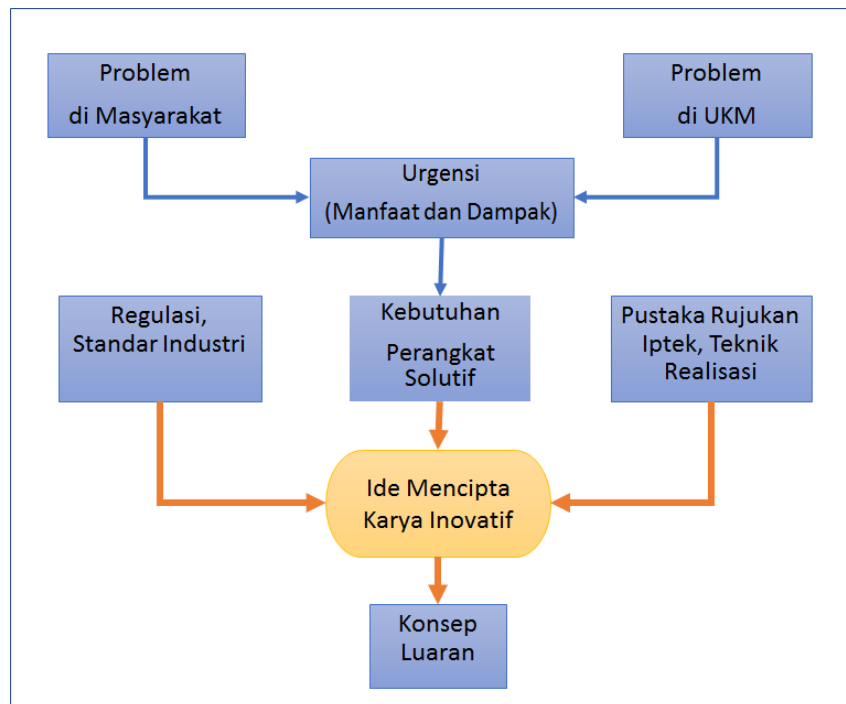 Problem
di Masyarakat
Problem
di UKM
Urgensi
(Manfaat dan Dampak)
Regulasi,
Standar Industri
Kebutuhan
Perangkat
Solutif
Pustaka Rujukan
Iptek, Teknik
Realisasi
Ide Mencipta
Karya Inovatif
Konsep
Luaran